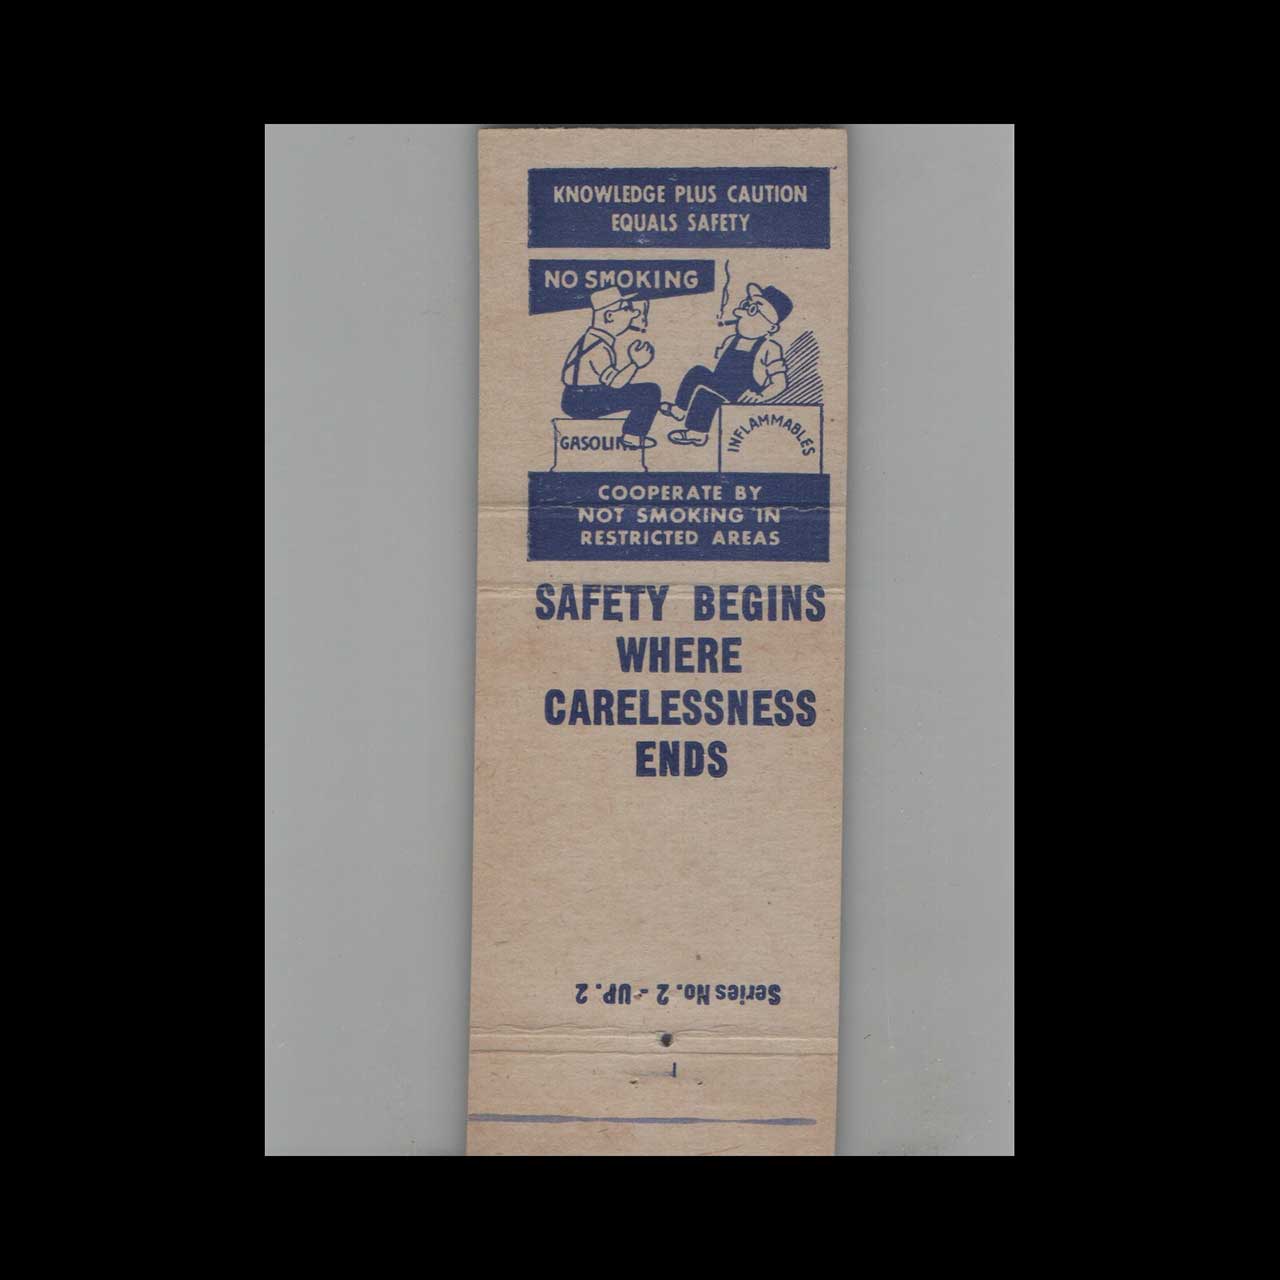 KNOWLEDGE PLUS CAUTION
EQUALS SAFETY
NO SMOKING
GASOLINE
INFLAMMABLES
COOPERATE BY
NOT SMOKING IN
RESTRICTED AREAS
SAFETY BEGINS
WHERE
CARELESSNESS
ENDS
Series No. 2 - UP. 2